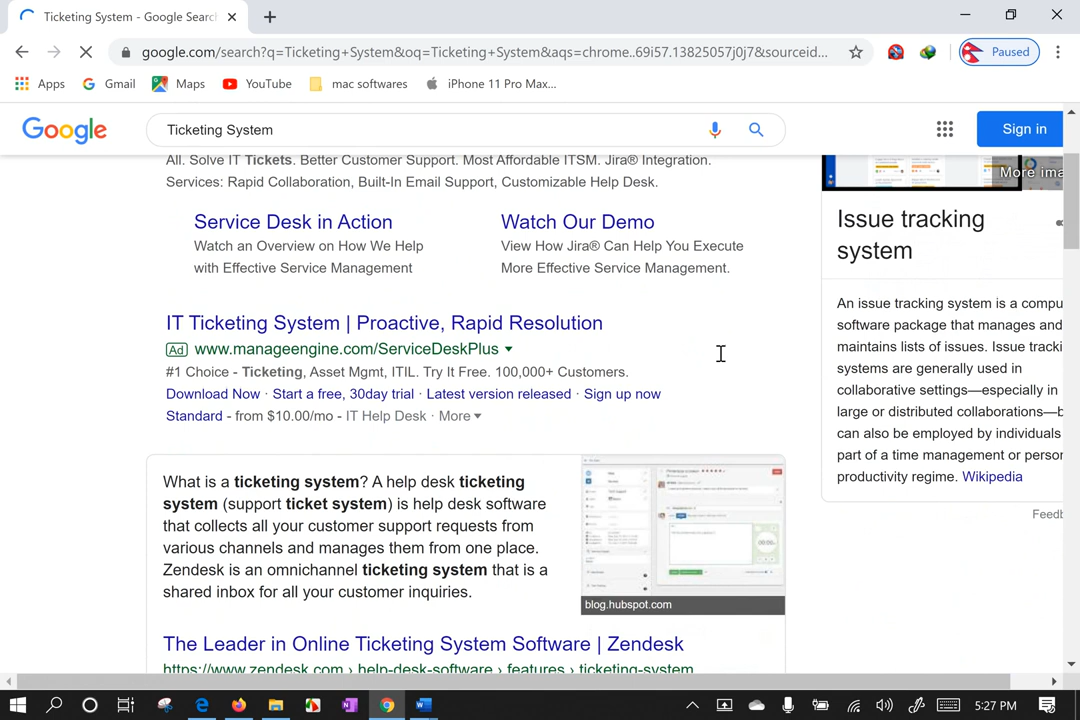 Ticketing System - Google Searc
google.com/search?q=Ticketing+System&oq=Ticketing+System&aqs=chrome..69i57.13825057j0j7&sourceid...
Paused
Apps
Gmail
Maps
YouTube
mac softwares
iPhone 11 Pro Max...
Google
Ticketing System
Sign in
All. Solve IT Tickets. Better Customer Support. Most Affordable ITSM. Jira® Integration.
Services: Rapid Collaboration, Built-In Email Support, Customizable Help Desk.
Service Desk in Action
Watch an Overview on How We Help
with Effective Service Management
Watch Our Demo
View How Jira® Can Help You Execute
More Effective Service Management.
IT Ticketing System | Proactive, Rapid Resolution
Ad www.manageengine.com/ServiceDeskPlus
#1 Choice - Ticketing, Asset Mgmt, ITIL. Try It Free. 100,000+ Customers.
Download Now · Start a free, 30day trial · Latest version released · Sign up now
Standard - from $10.00/mo - IT Help Desk · More
What is a ticketing system? A help desk ticketing
system (support ticket system) is help desk software
that collects all your customer support requests from
various channels and manages them from one place.
Zendesk is an omnichannel ticketing system that is a
shared inbox for all your customer inquiries.
blog.hubspot.com
The Leader in Online Ticketing System Software | Zendesk
https://www.zendesk.com › help-desk-software › features › ticketing-system
More ima
Issue tracking
system
An issue tracking system is a compu
software package that manages and
maintains lists of issues. Issue tracki
systems are generally used in
collaborative settings—especially in
large or distributed collaborations—b
can also be employed by individuals
part of a time management or person
productivity regime. Wikipedia
Feedb
5:27 PM